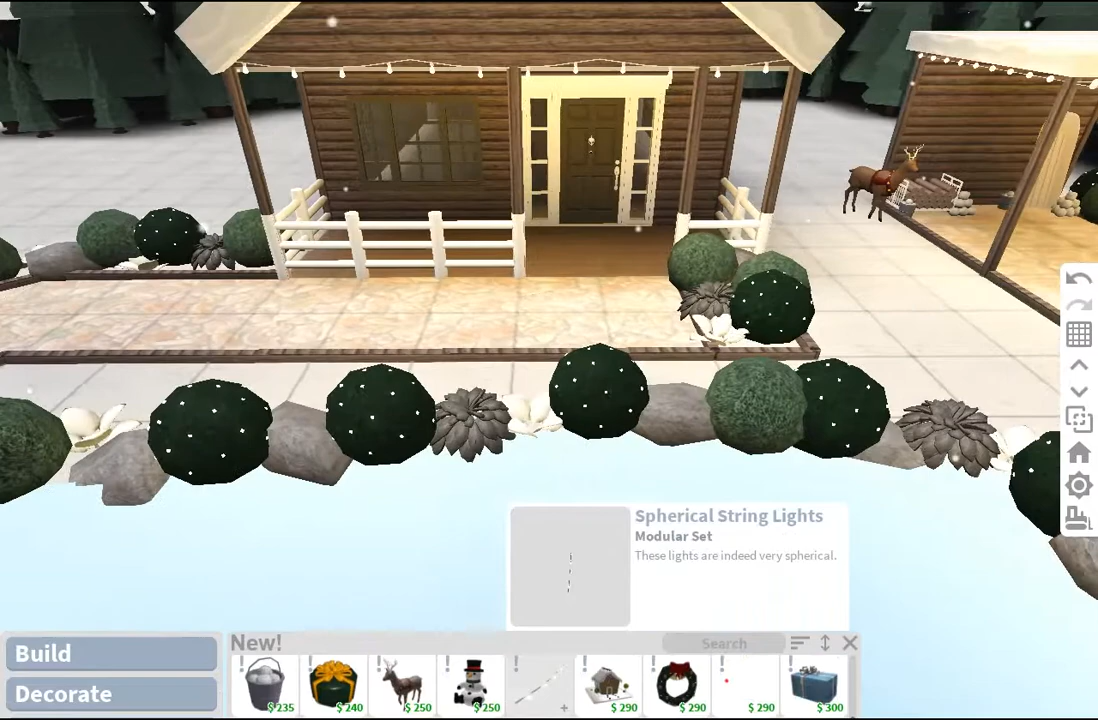 Spherical String Lights
Modular Set
These lights are indeed very spherical.
Build
New!
Search
Decorate
$235
$240
$250
$250
+
$290
$290
$290
$300